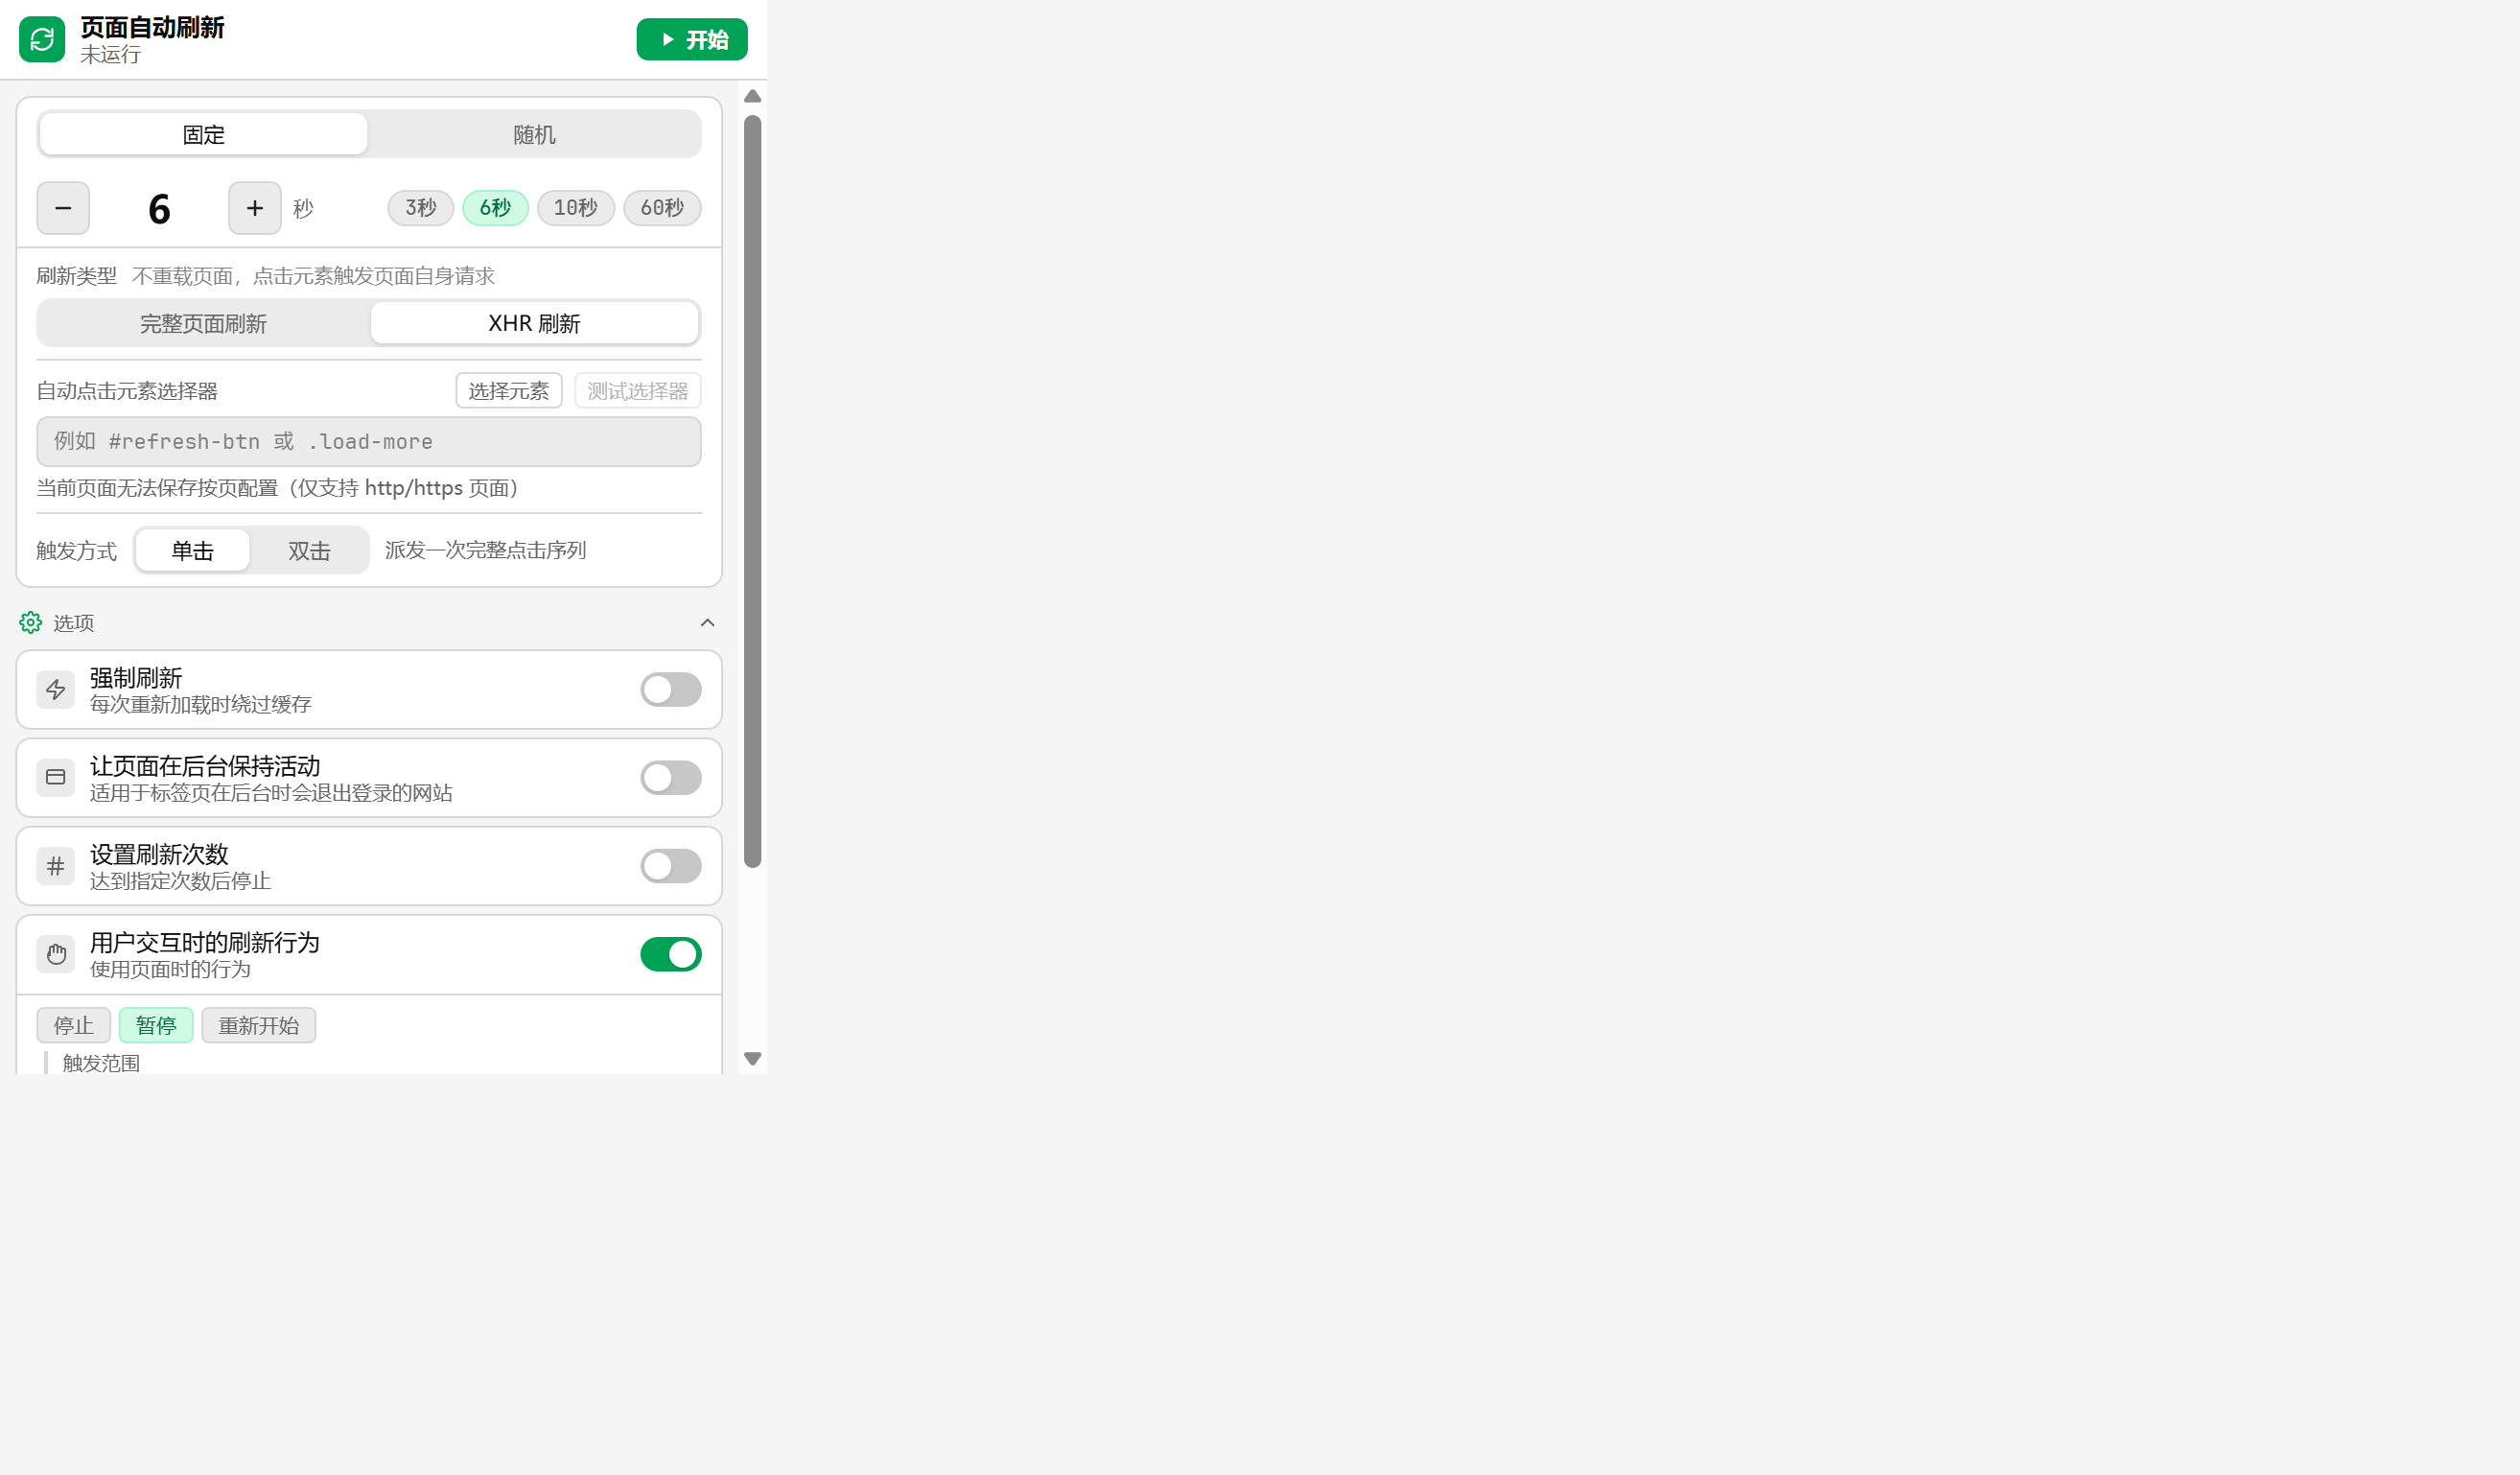 页面自动刷新
未运行
开始
固定
随机
6
秒
3秒
6秒
10秒
60秒
刷新类型 不重载页面，点击元素触发页面自身请求
完整页面刷新
XHR 刷新
自动点击元素选择器
选择元素
测试选择器
例如 #refresh-btn 或 .load-more
当前页面无法保存按页配置（仅支持 http/https 页面）
触发方式
单击
双击
派发一次完整点击序列
选项
强制刷新
每次重新加载时绕过缓存
让页面在后台保持活动
适用于标签页在后台时会退出登录的网站
设置刷新次数
达到指定次数后停止
用户交互时的刷新行为
使用页面时的行为
停止
暂停
重新开始
触发范围